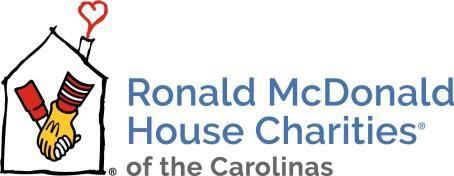 Ronald McDonald
House Charities®
of the Carolinas
®